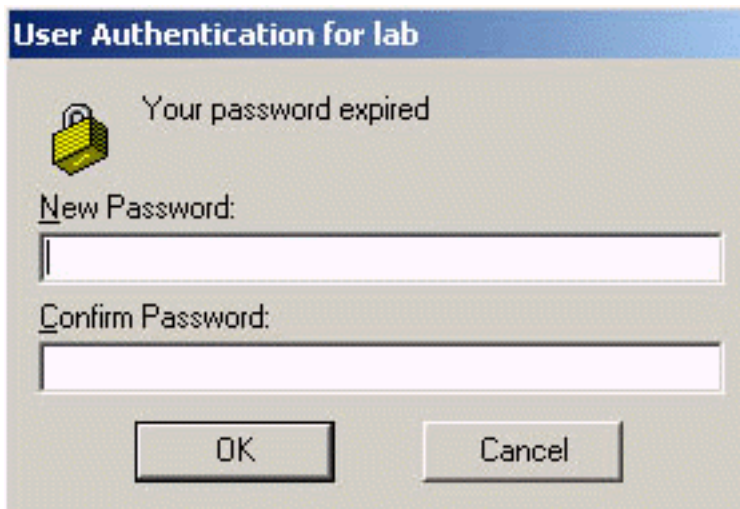 User Authentication for lab
Your password expired
New Password:
Confirm Password:
OK
Cancel